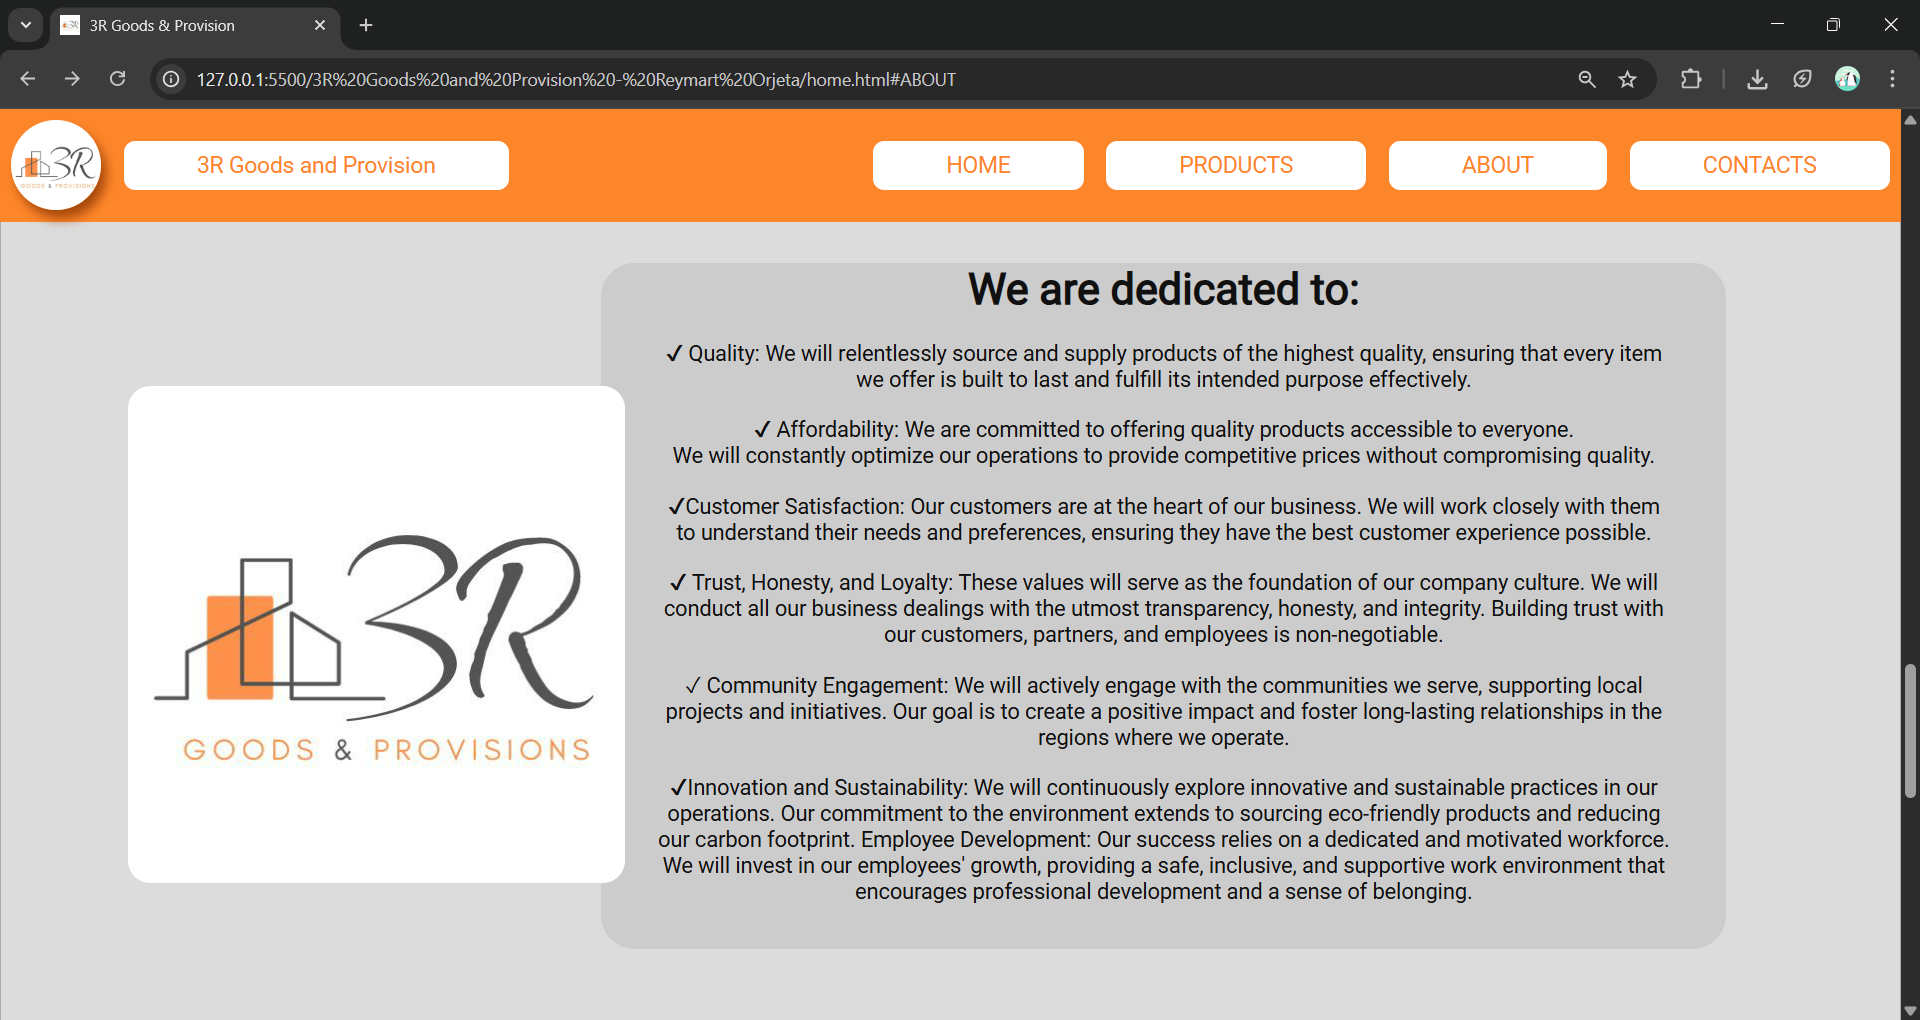 3R Goods & Provision
127.0.0.1:5500/3R%20Goods%20and%20Provision%20-%20Reymart%20Orjeta/home.html#ABOUT
3R
GOODS & PROVISIONS
3R Goods and Provision
HOME
PRODUCTS
ABOUT
CONTACTS
3R
GOODS & PROVISIONS
We are dedicated to:
✓ Quality: We will relentlessly source and supply products of the highest quality, ensuring that every item
we offer is built to last and fulfill its intended purpose effectively.
✓ Affordability: We are committed to offering quality products accessible to everyone.
We will constantly optimize our operations to provide competitive prices without compromising quality.
✓Customer Satisfaction: Our customers are at the heart of our business. We will work closely with them
to understand their needs and preferences, ensuring they have the best customer experience possible.
✓ Trust, Honesty, and Loyalty: These values will serve as the foundation of our company culture. We will
conduct all our business dealings with the utmost transparency, honesty, and integrity. Building trust with
our customers, partners, and employees is non-negotiable.
✓ Community Engagement: We will actively engage with the communities we serve, supporting local
projects and initiatives. Our goal is to create a positive impact and foster long-lasting relationships in the
regions where we operate.
✓Innovation and Sustainability: We will continuously explore innovative and sustainable practices in our
operations. Our commitment to the environment extends to sourcing eco-friendly products and reducing
our carbon footprint. Employee Development: Our success relies on a dedicated and motivated workforce.
We will invest in our employees' growth, providing a safe, inclusive, and supportive work environment that
encourages professional development and a sense of belonging.